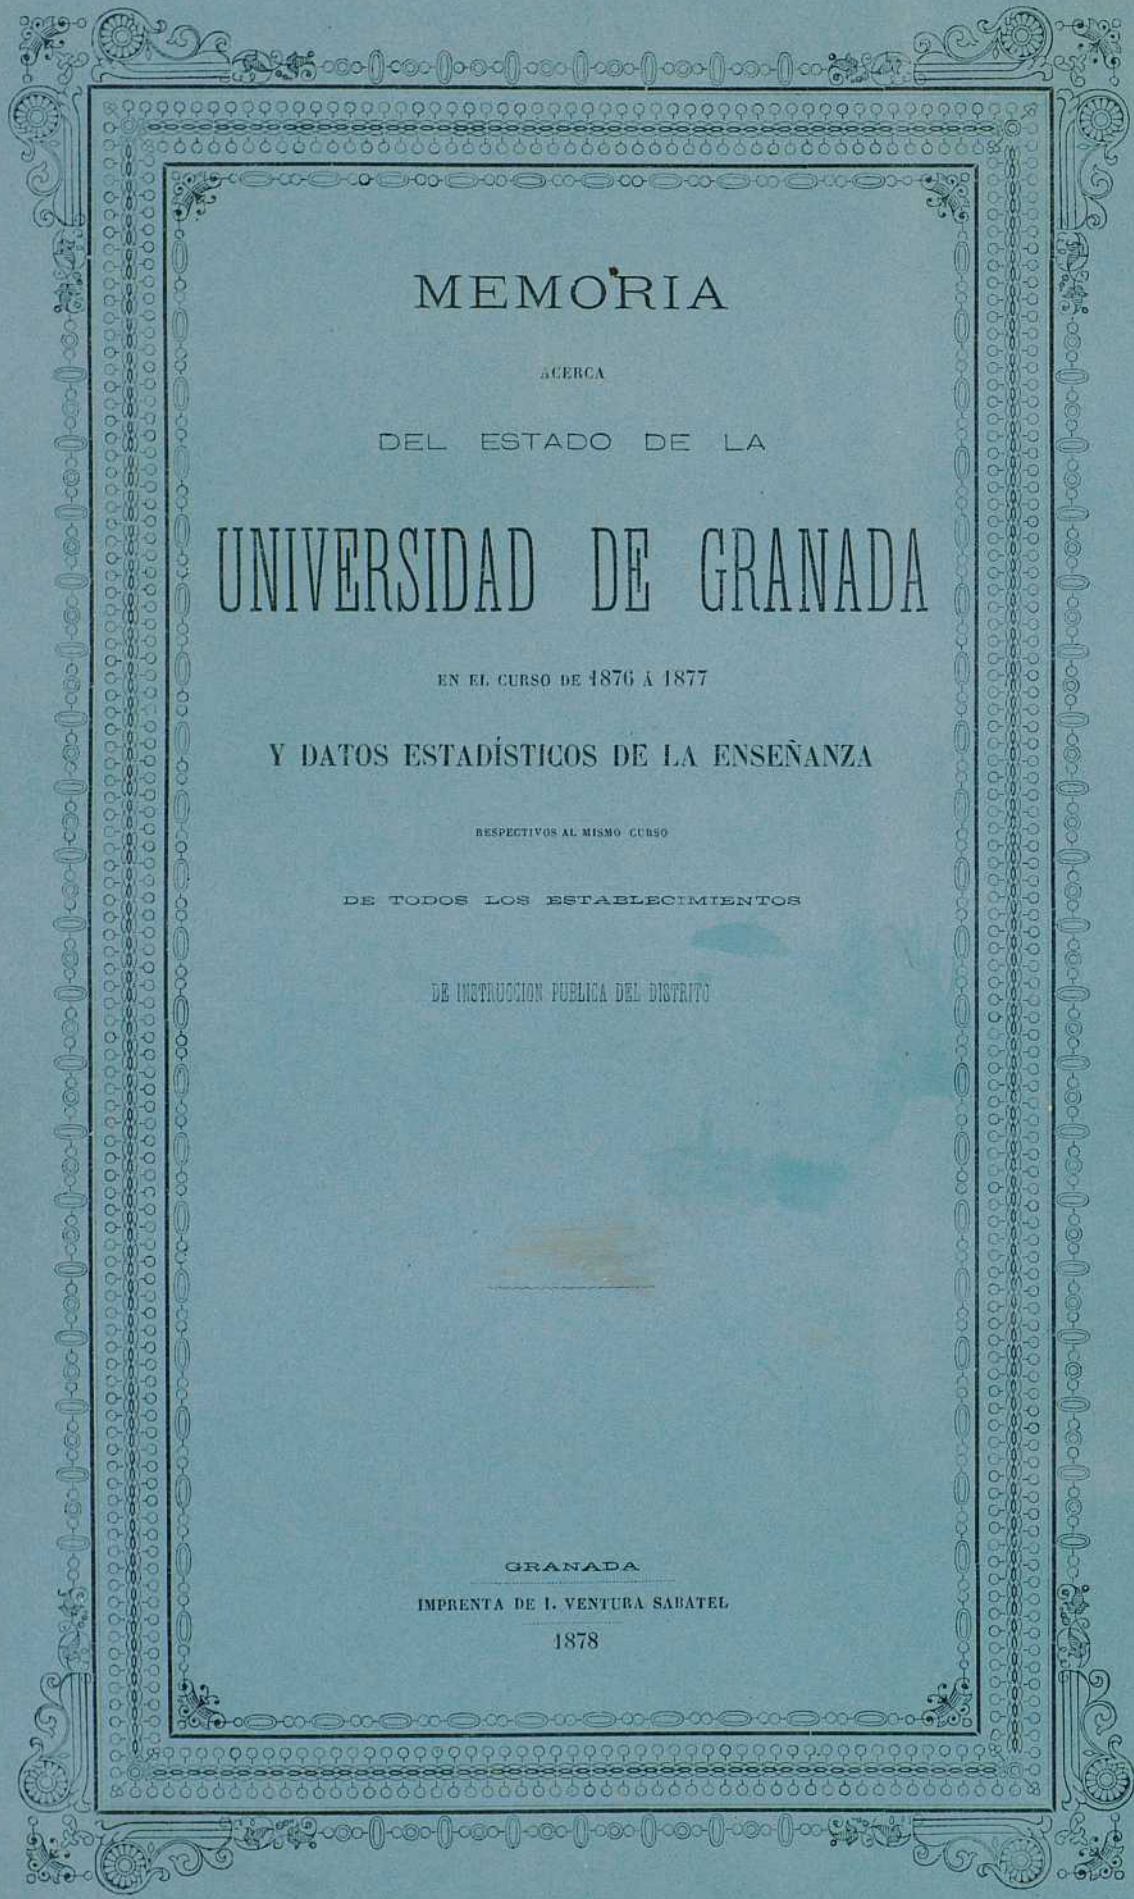 MEMORIA
ACERCA
DEL ESTADO DE LA
UNIVERSIDAD DE GRANADA
EN EL CURSO DE 1876 Á 1877
Y DATOS ESTADÍSTICOS DE LA ENSEÑANZA
RESPECTIVOS AL MISMO CURSO
DE TODOS LOS ESTABLECIMIENTOS
DE INSTRUCCION PUBLICA DEL DISTRITO
GRANADA
IMPRENTA DE I. VENTURA SABATEL
1878